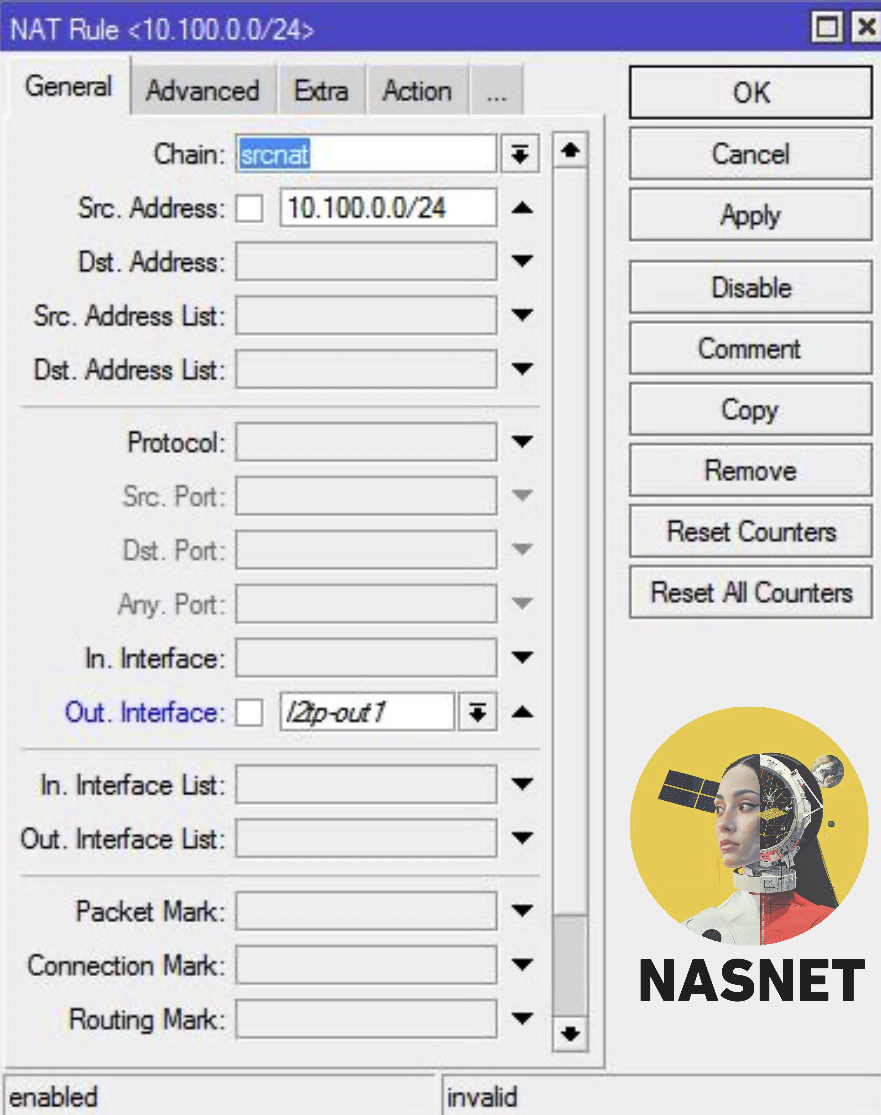 NAT Rule <10.100.0.0/24>
General Advanced Extra Action ...
Chain: srcnat
Src. Address: 10.100.0.0/24
Dst. Address:
Src. Address List:
Dst. Address List:
Protocol:
Src. Port:
Dst. Port:
Any. Port:
In. Interface:
Out. Interface: l2tp-out1
In. Interface List:
Out. Interface List:
Packet Mark:
Connection Mark:
Routing Mark:
OK
Cancel
Apply
Disable
Comment
Copy
Remove
Reset Counters
Reset All Counters
NASNET
enabled invalid